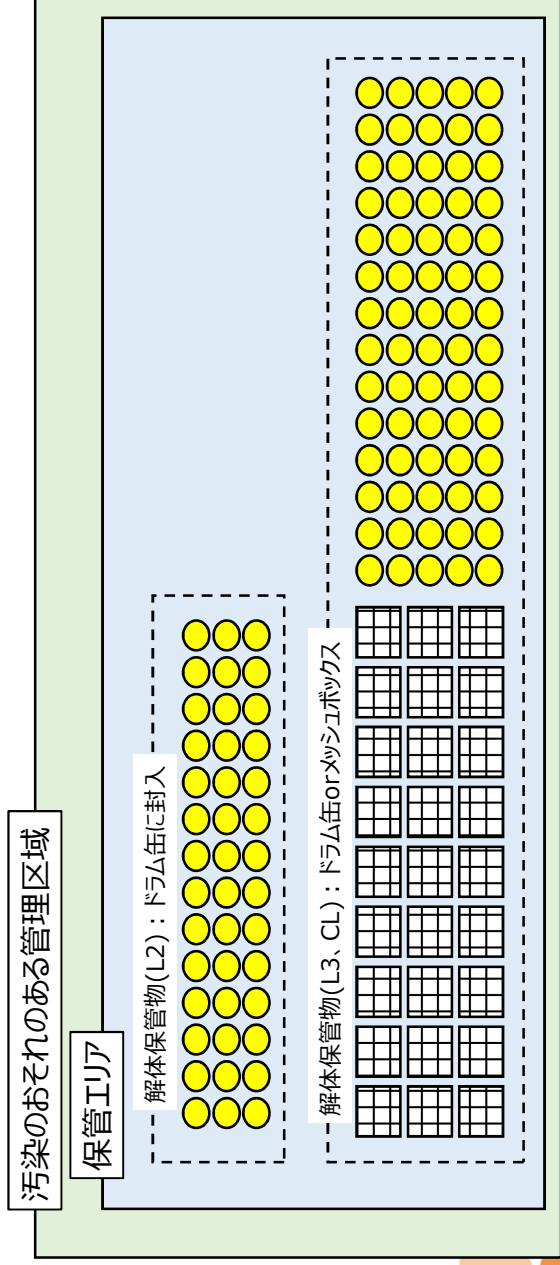 汚染のおそれのある管理区域
保管エリア
解体保管物(L2)：ドラム缶に封入
解体保管物(L3、CL)：ドラム缶orメッシュボックス